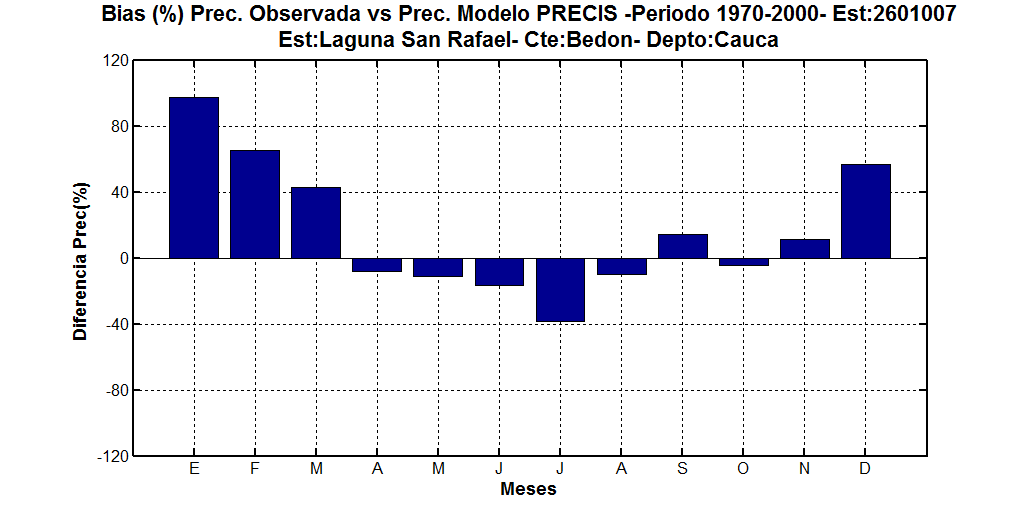 Bias (%) Prec. Observada vs Prec. Modelo PRECIS -Periodo 1970-2000- Est:2601007
Est:Laguna San Rafael- Cte:Bedon- Depto:Cauca
Diferencia Prec(%)
120
80
40
0
-40
-80
-120
E F M A M J J A S O N D
Meses